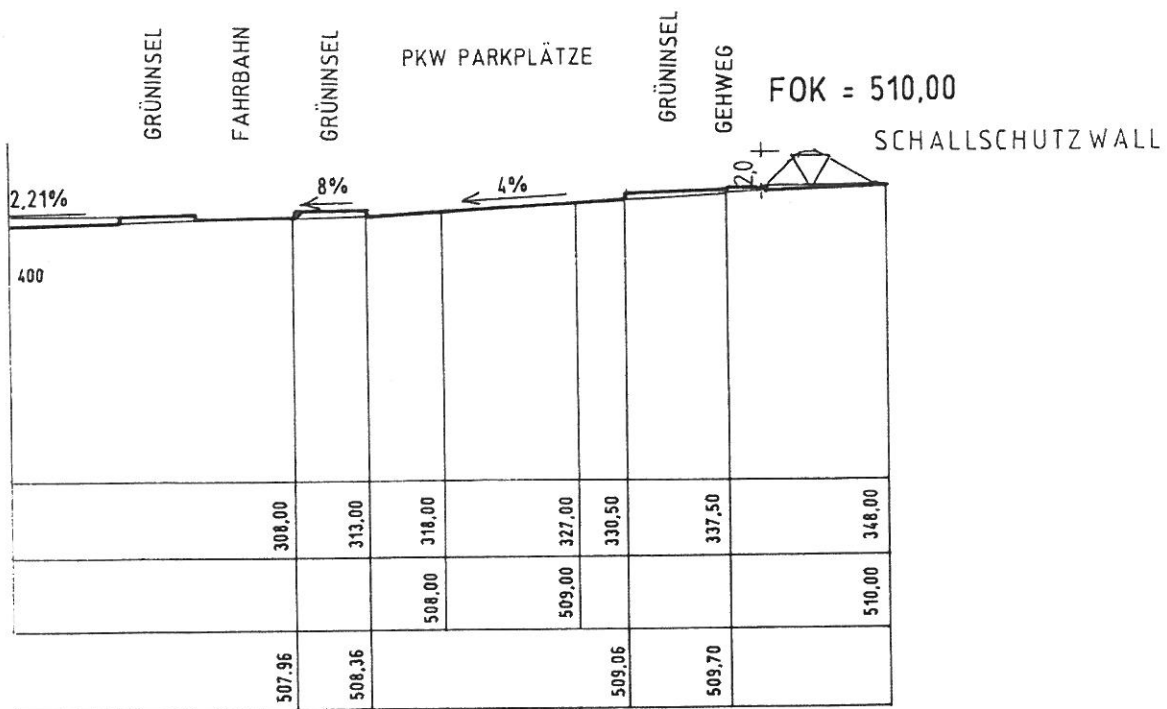 GRÜNINSEL
FAHRBAHN
GRÜNINSEL
PKW PARKPLÄTZE
GRÜNINSEL
GEHWEG
FOK = 510,00
SCHALLSCHUTZWALL
2,0
2,21%
8%
4%
400
308,00
313,00
318,00
327,00
330,50
337,50
348,00
508,00
509,00
510,00
507.96
508,36
509,06
509,70